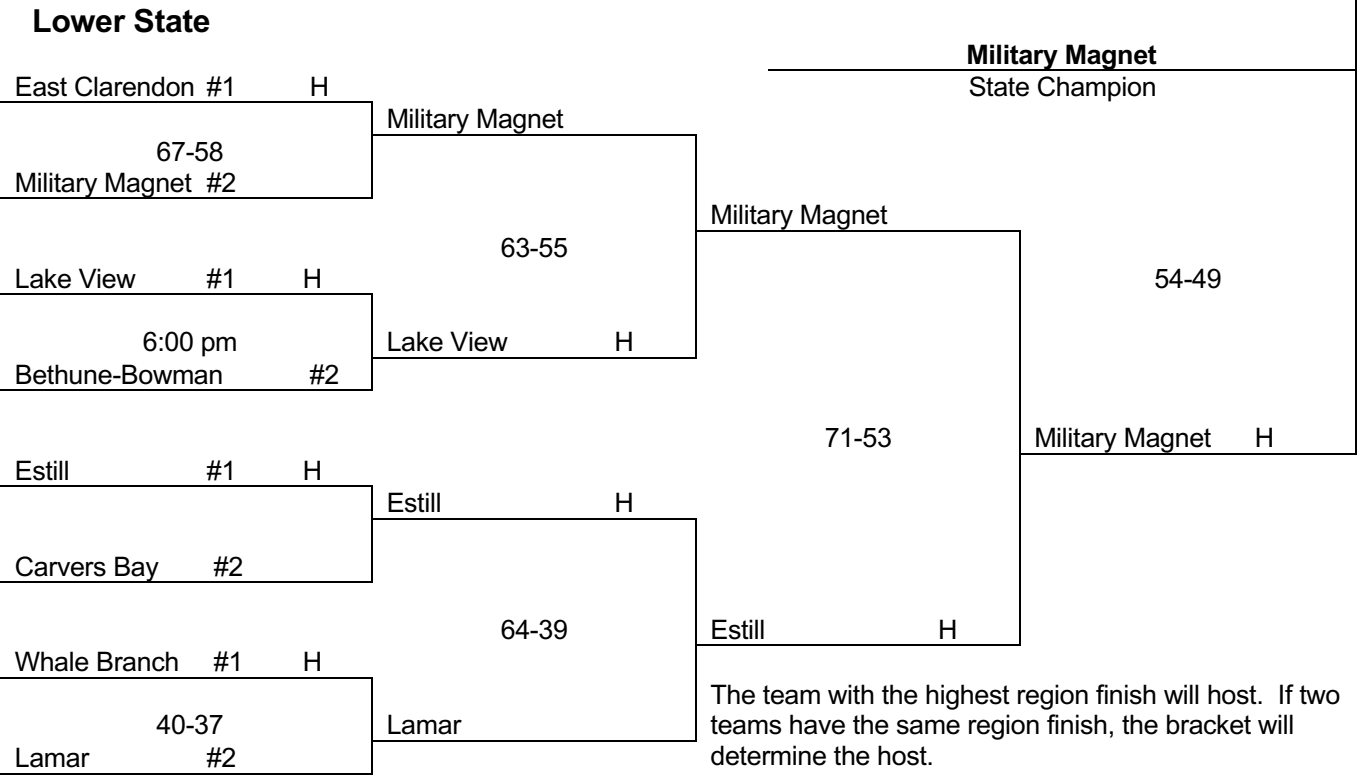 Lower State
Military Magnet
State Champion
East Clarendon #1 H
67-58
Military Magnet #2
Military Magnet
63-55
Lake View #1 H
6:00 pm
Bethune-Bowman #2
Lake View H
Military Magnet
54-49
71-53
Military Magnet H
Estill #1 H
Carvers Bay #2
Estill H
64-39
Estill H
Whale Branch #1 H
40-37
Lamar #2
Lamar
The team with the highest region finish will host. If two
teams have the same region finish, the bracket will
determine the host.